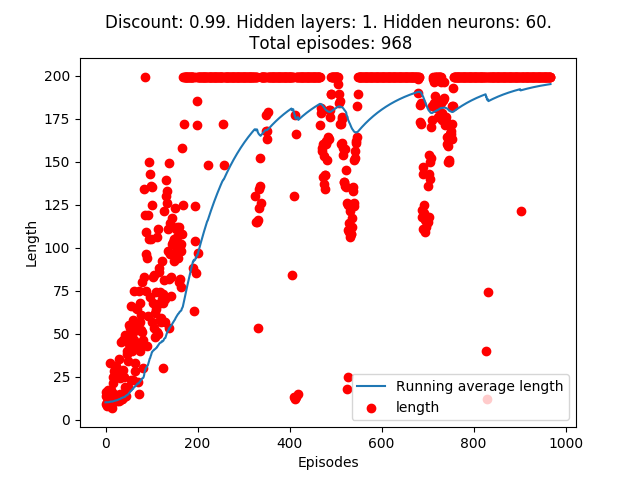 Discount: 0.99. Hidden layers: 1. Hidden neurons: 60.
Total episodes: 968
200
175
150
125
100
75
50
25
0
Length
0
200
400
600
800
1000
Episodes
Running average length
length